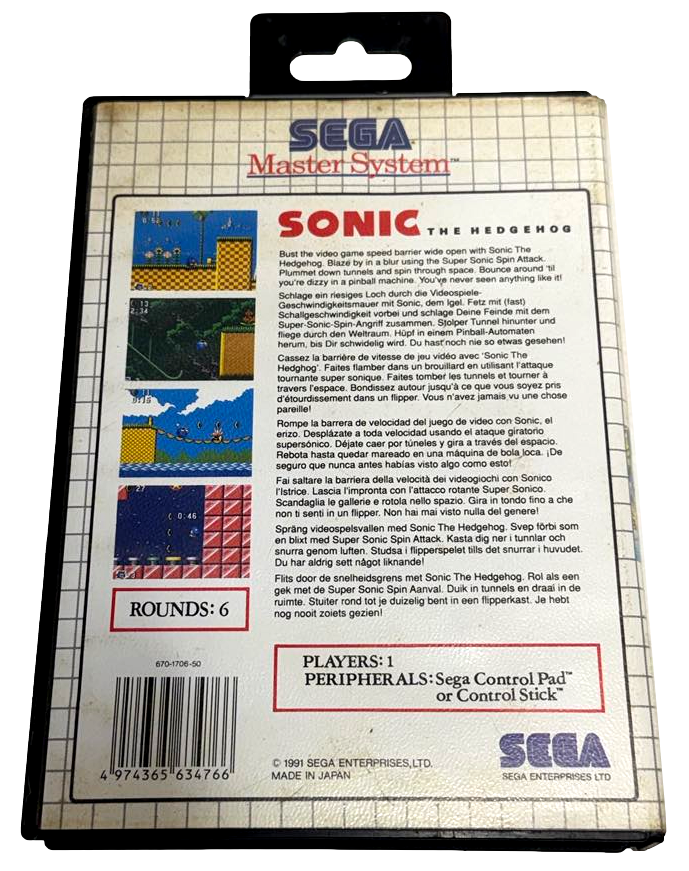 SEGA
Master System™
SONIC THE HEDGEHOG
Bust the video game speed barrier wide open with Sonic The
Hedgehog. Blaze by in a blur using the Super Sonic Spin Attack.
Plummet down tunnels and spin through space. Bounce around 'til
you're dizzy in a pinball machine. You've never seen anything like it!
Schlage ein riesiges Loch durch die Videospiele-
Geschwindigkeitsmauer mit Sonic, dem Igel. Fetz mit (fast)
Schallgeschwindigkeit vorbei und schlage Deine Feinde mit dem
Super-Sonic-Spin-Angriff zusammen. Stolper Tunnel hinunter und
fliege durch den Weltraum. Hüpf in einem Pinball-Automaten
herum, bis Dir schwidelig wird. Du hast noch nie so etwas gesehen!
Cassez la barrière de vitesse de jeu vidéo avec 'Sonic The
Hedghog'. Faites flamber dans un brouillard en utilisant l'attaque
tournante super sonique. Faites tomber les tunnels et tourner à
travers l'espace. Bondissez autour jusqu'à ce que vous soyez pris
d'étourdissement dans un flipper. Vous n'avez jamais vu une chose
pareille!
Rompe la barrera de velocidad del juego de video con Sonic, el
erizo. Desplázate a toda velocidad usando el ataque giratorio
supersónico. Déjate caer por túneles y gira a través del espacio.
Rebota hasta quedar mareado en una máquina de bola loca. ¡De
seguro que nunca antes habías visto algo como esto!
Fai saltare la barriera della velocità dei videogiochi con Sonico
l'Istrice. Lascia l'impronta con l'attacco rotante Super Sonico.
Scandaglia le gallerie e rotola nello spazio. Gira in tondo fino a che
non ti senti in un flipper. Non hai mai visto nulla del genere!
Spräng videospelsvallen med Sonic The Hedgehog. Svep förbi som
en blixt med Super Sonic Spin Attack. Kasta dig ner i tunnlar och
snurra genom luften. Studsa i flipperspelet tills det snurrar i huvudet.
Du har aldrig sett något liknande!
Flits door de snelheidsgrens met Sonic The Hedgehog. Rol als een
gek met de Super Sonic Spin Aanval. Duik in tunnels en draai in de
ruimte. Stuiter rond tot je duizelig bent in een flipperkast. Je hebt
nog nooit zoiets gezien!
13
2:34
11
0:15
27
0:46
ROUNDS: 6
PLAYERS: 1
PERIPHERALS: Sega Control Pad™
or Control Stick™
670-1706-50
4 974365 634766
© 1991 SEGA ENTERPRISES, LTD.
MADE IN JAPAN
SEGA
SEGA ENTERPRISES LTD